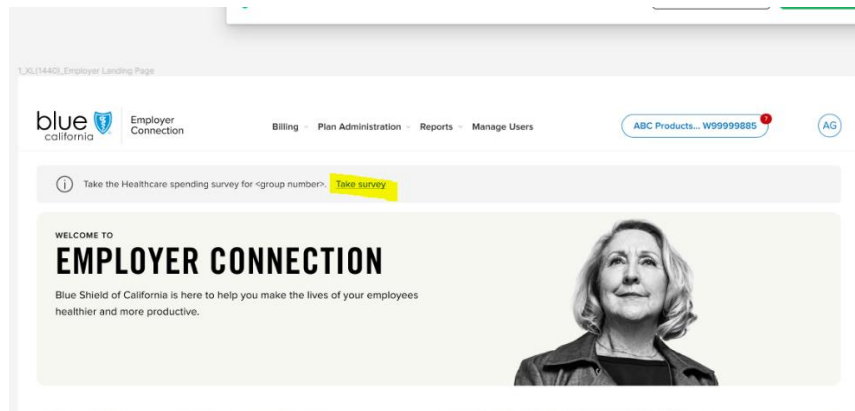 1_XL(1440)_Employer Landing Page
blue california
Employer Connection
Billing Plan Administration Reports Manage Users
ABC Products... W99999885
7
AG
Take the Healthcare spending survey for <group number>. Take survey
WELCOME TO
EMPLOYER CONNECTION
Blue Shield of California is here to help you make the lives of your employees
healthier and more productive.